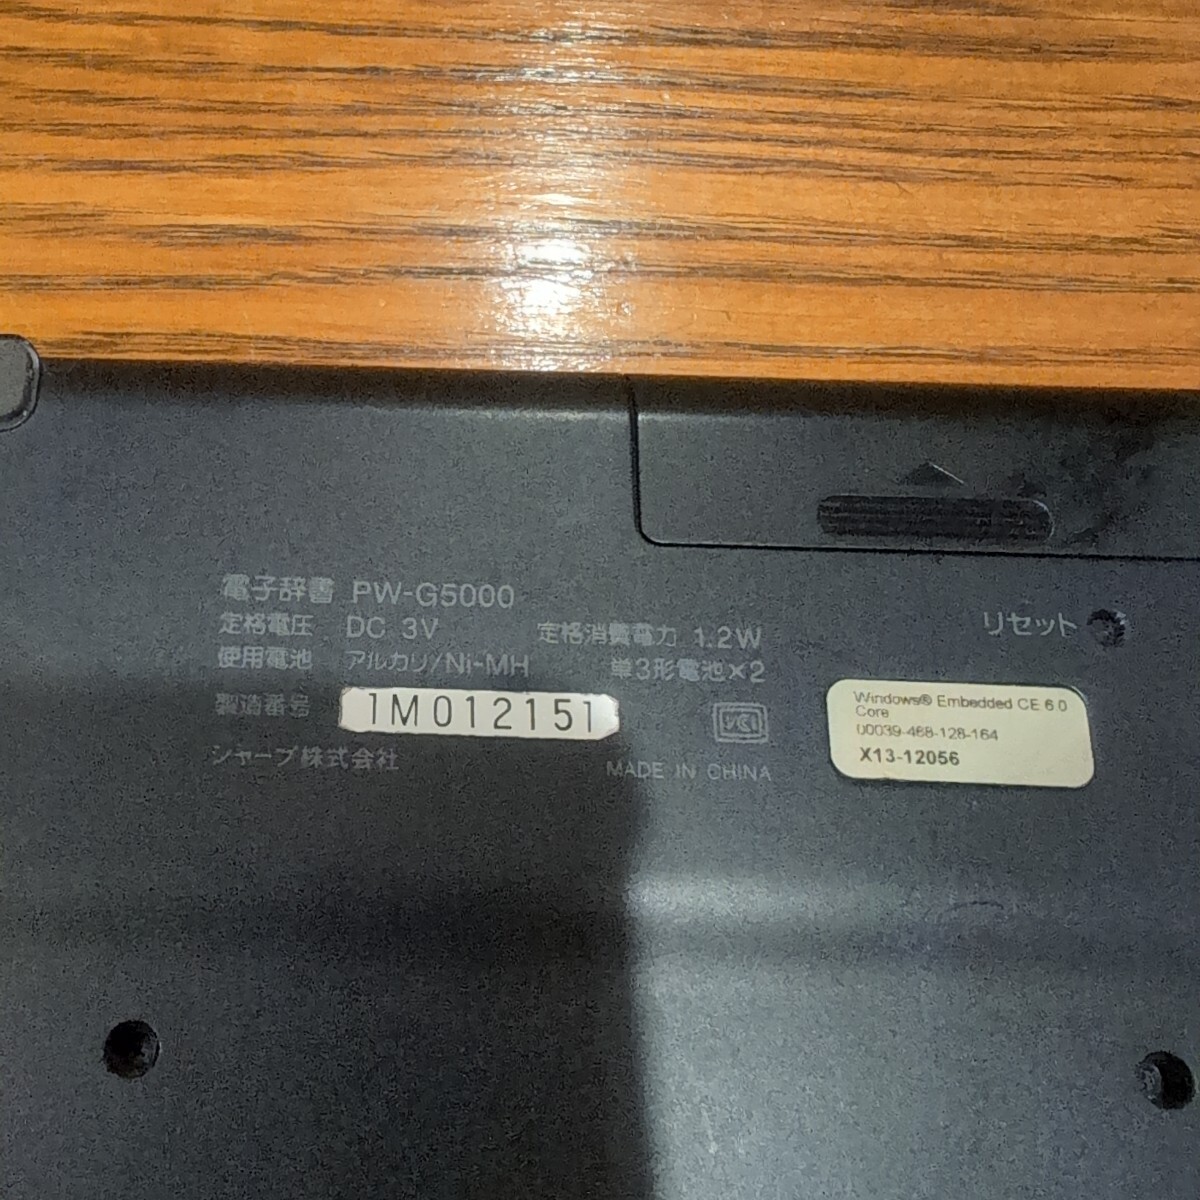 電子辞書 PW-G5000
定格電圧 DC 3V 定格消費電力 1.2W
使用電池 アルカリ/Ni-MH 単3形電池×2
製造番号 1M012151
シャープ株式会社
VCCI
MADE IN CHINA
リセット
Windows® Embedded CE 6.0
Core
00039-468-128-164
X13-12056